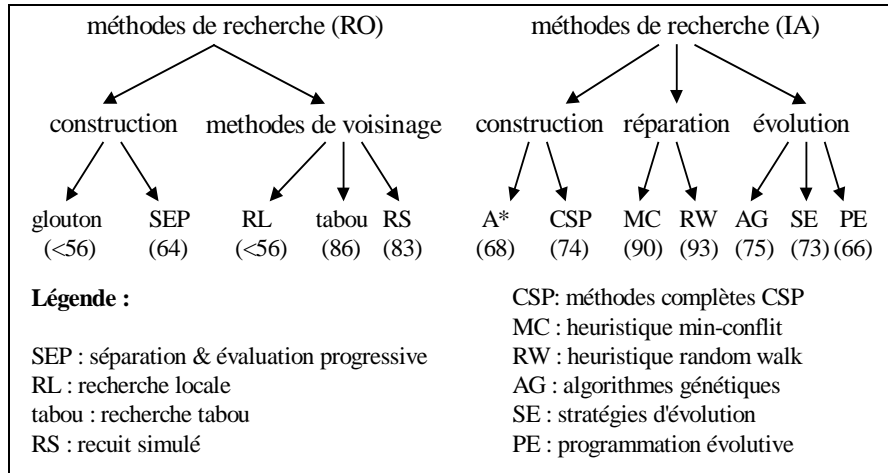 méthodes de recherche (RO)
méthodes de recherche (IA)
construction
methodes de voisinage
construction
réparation
évolution
glouton
SEP
RL
tabou
RS
A*
CSP
MC
RW
AG
SE
PE
(<56)
(64)
(<56)
(86)
(83)
(68)
(74)
(90)
(93)
(75)
(73)
(66)
Légende :
SEP : séparation & évaluation progressive
RL : recherche locale
tabou : recherche tabou
RS : recuit simulé
CSP: méthodes complètes CSP
MC : heuristique min-conflit
RW : heuristique random walk
AG : algorithmes génétiques
SE : stratégies d'évolution
PE : programmation évolutive